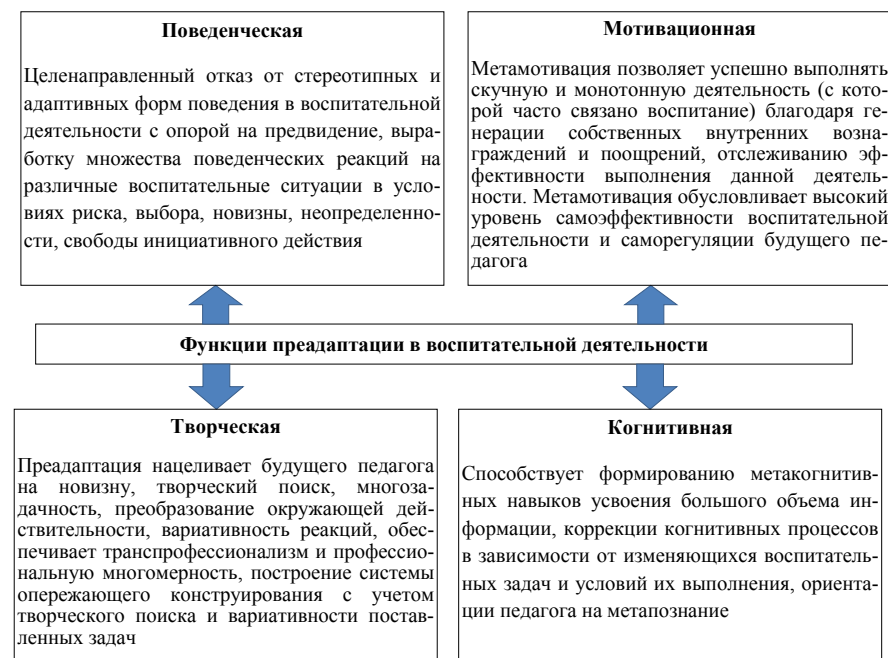 Поведенческая
Целенаправленный отказ от стереотипных и
адаптивных форм поведения в воспитательной
деятельности с опорой на предвидение, выра-
ботку множества поведенческих реакций на
различные воспитательные ситуации в усло-
виях риска, выбора, новизны, неопределенно-
сти, свободы инициативного действия
Мотивационная
Метамотивация позволяет успешно выполнять
скучную и монотонную деятельность (с кото-
рой часто связано воспитание) благодаря ге-
нерации собственных внутренних возна-
граждений и поощрений, отслеживанию эф-
фективности выполнения данной деятель-
ности. Метамотивация обусловливает высокий
уровень самоэффективности воспитательной
деятельности и саморегуляции будущего пе-
дагога
Функции преадаптации в воспитательной деятельности
Творческая
Преадаптация нацеливает будущего педагога
на новизну, творческий поиск, многоза-
дачность, преобразование окружающей дей-
ствительности, вариативность реакций, обес-
печивает транспрофессионализм и профессио-
нальную многомерность, построение системы
опережающего конструирования с учетом
творческого поиска и вариативности постав-
ленных задач
Когнитивная
Способствует формированию метакогнитив-
ных навыков усвоения большого объема ин-
формации, коррекции когнитивных процессов
в зависимости от изменяющихся воспитатель-
ных задач и условий их выполнения, ориента-
ции педагога на метапознание